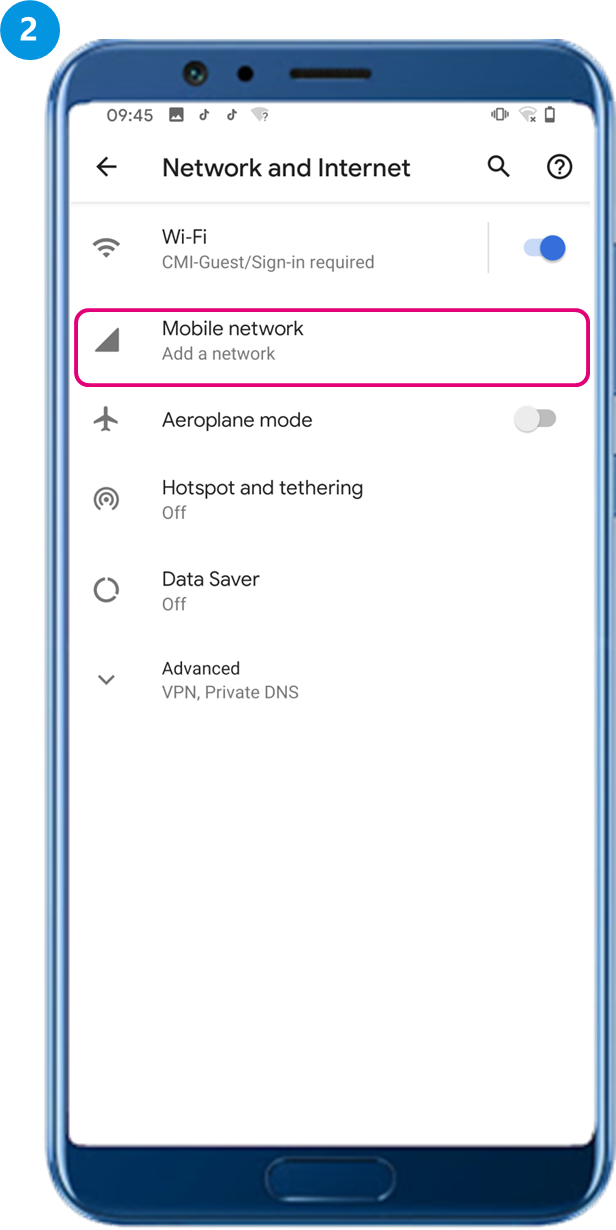 2
09:45
Network and Internet
Wi-Fi
CMI-Guest/Sign-in required
Mobile network
Add a network
Aeroplane mode
Hotspot and tethering
Off
Data Saver
Off
Advanced
VPN, Private DNS